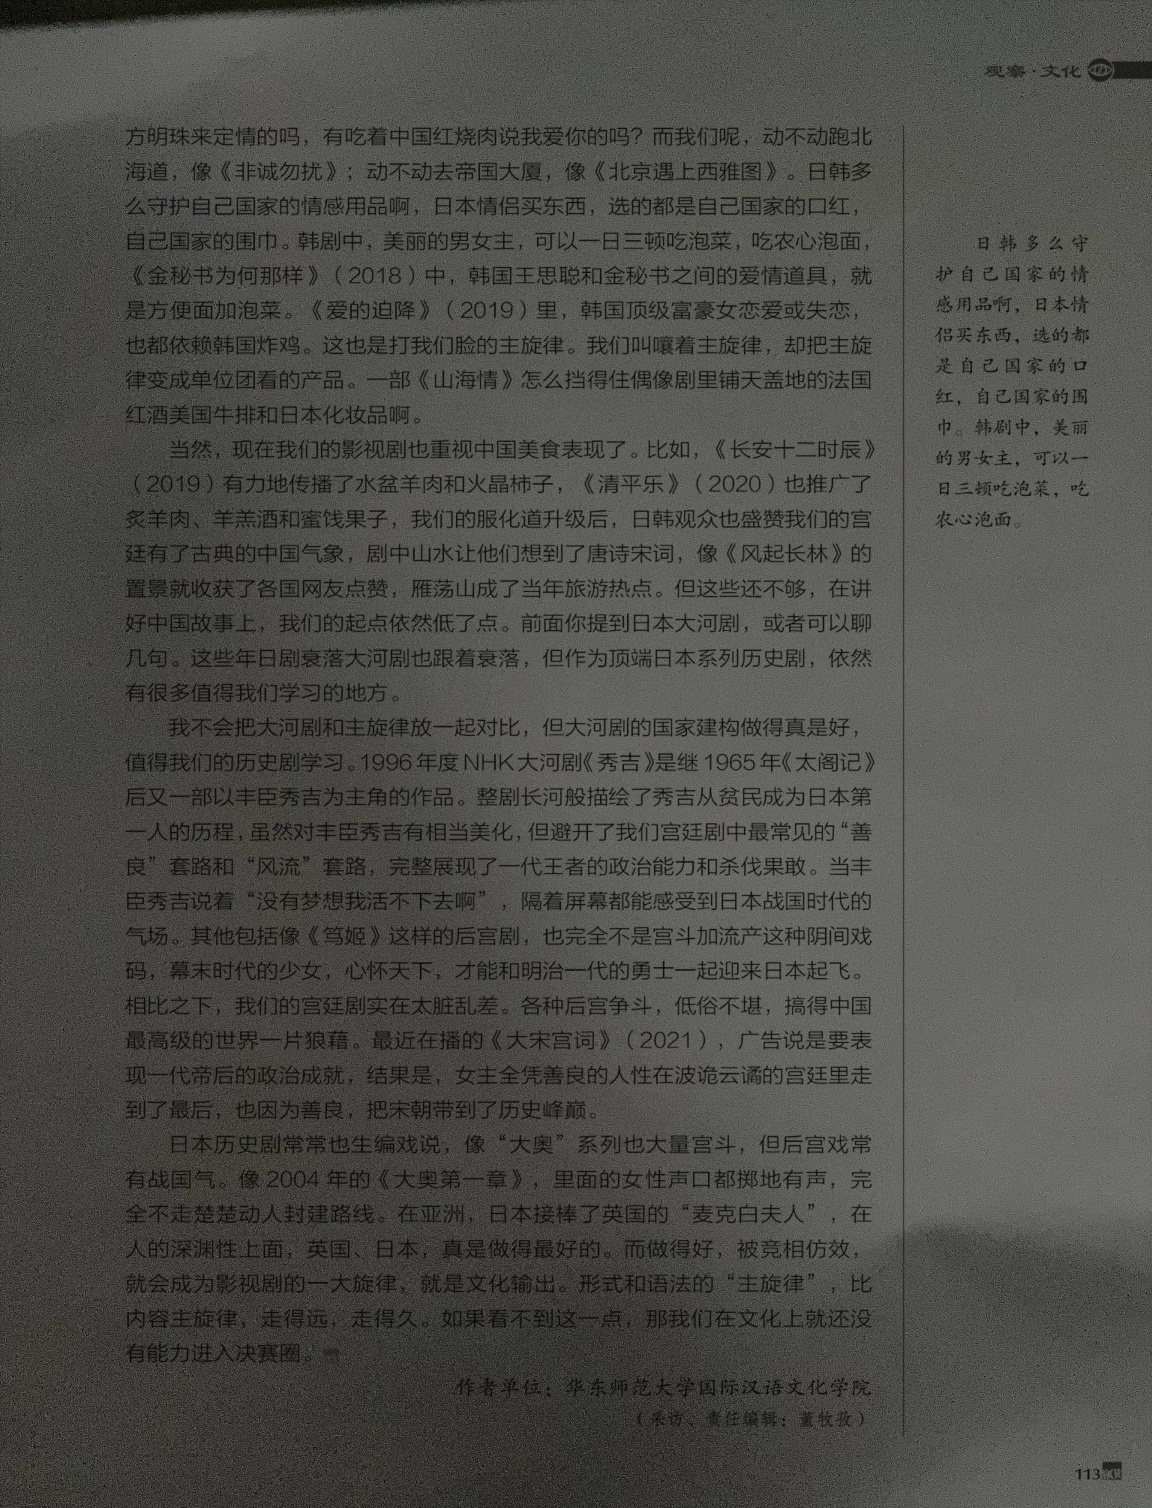 观察·文化
方明珠来定情的吗，有吃着中国红烧肉说我爱你的吗？而我们呢，动不动跑北
海道，像《非诚勿扰》；动不动去帝国大厦，像《北京遇上西雅图》。日韩多
么守护自己国家的情感用品啊，日本情侣买东西，选的都是自己国家的口红，
自己国家的围巾。韩剧中，美丽的男女主，可以一日三顿吃泡菜，吃农心泡面，
《金秘书为何那样》（2018）中，韩国王思聪和金秘书之间的爱情道具，就
是方便面加泡菜。《爱的迫降》（2019）里，韩国顶级富豪女恋爱或失恋，
也都依赖韩国炸鸡。这也是打我们脸的主旋律。我们叫嚷着主旋律，却把主旋
律变成单位团看的产品。一部《山海情》怎么挡得住偶像剧里铺天盖地的法国
红酒美国牛排和日本化妆品啊。
当然，现在我们的影视剧也重视中国美食表现了。比如，《长安十二时辰》
（2019）有力地传播了水盆羊肉和火晶柿子，《清平乐》（2020）也推广了
炙羊肉、羊羔酒和蜜饯果子，我们的服化道升级后，日韩观众也盛赞我们的宫
廷有了古典的中国气象，剧中山水让他们想到了唐诗宋词，像《风起长林》的
置景就收获了各国网友点赞，雁荡山成了当年旅游热点。但这些还不够，在讲
好中国故事上，我们的起点依然低了点。前面你提到日本大河剧，或者可以聊
几句。这些年日剧衰落大河剧也跟着衰落，但作为顶端日本系列历史剧，依然
有很多值得我们学习的地方。
我不会把大河剧和主旋律放一起对比，但大河剧的国家建构做得真是好，
值得我们的历史剧学习。1996年度NHK大河剧《秀吉》是继1965年《太阁记》
后又一部以丰臣秀吉为主角的作品。整剧长河般描绘了秀吉从贫民成为日本第
一人的历程，虽然对丰臣秀吉有相当美化，但避开了我们宫廷剧中最常见的“善
良”套路和“风流”套路，完整展现了一代王者的政治能力和杀伐果敢。当丰
臣秀吉说着“没有梦想我活不下去啊”，隔着屏幕都能感受到日本战国时代的
气场。其他包括像《笃姬》这样的后宫剧，也完全不是宫斗加流产这种阴间戏
码，幕末时代的少女，心怀天下，才能和明治一代的勇士一起迎来日本起飞。
相比之下，我们的宫廷剧实在太脏乱差。各种后宫争斗，低俗不堪，搞得中国
最高级的世界一片狼藉。最近在播的《大宋宫词》（2021），广告说是要表
现一代帝后的政治成就，结果是，女主全凭善良的人性在波诡云谲的宫廷里走
到了最后，也因为善良，把宋朝带到了历史峰巅。
日本历史剧常常也生编戏说，像“大奥”系列也大量宫斗，但后宫戏常
有战国气。像2004年的《大奥第一章》，里面的女性声口都掷地有声，完
全不走楚楚动人封建路线。在亚洲，日本接棒了英国的“麦克白夫人”，在
人的深渊性上面，英国、日本，真是做得最好的。而做得好，被竞相仿效，
就会成为影视剧的一大旋律，就是文化输出。形式和语法的“主旋律”，比
内容主旋律，走得远，走得久。如果看不到这一点，那我们在文化上就还没
有能力进入决赛圈。
作者单位：华东师范大学国际汉语文化学院
（采访、责任编辑：董牧孜）
日韩多么守
护自己国家的情
感用品啊，日本情
侣买东西，选的都
是自己国家的口
红，自己国家的围
巾。韩剧中，美丽
的男女主，可以一
日三顿吃泡菜，吃
农心泡面。
113